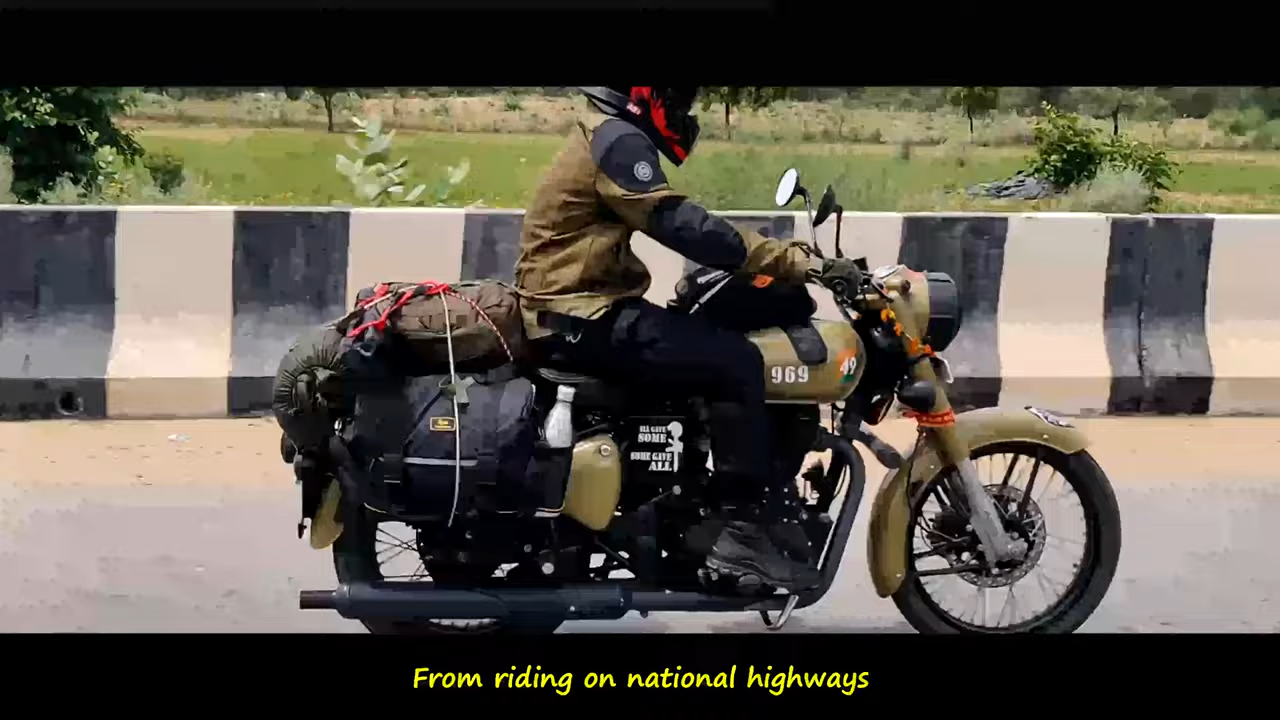 969
49
ALL GAVE
SOME
SOME GAVE
ALL
From riding on national highways